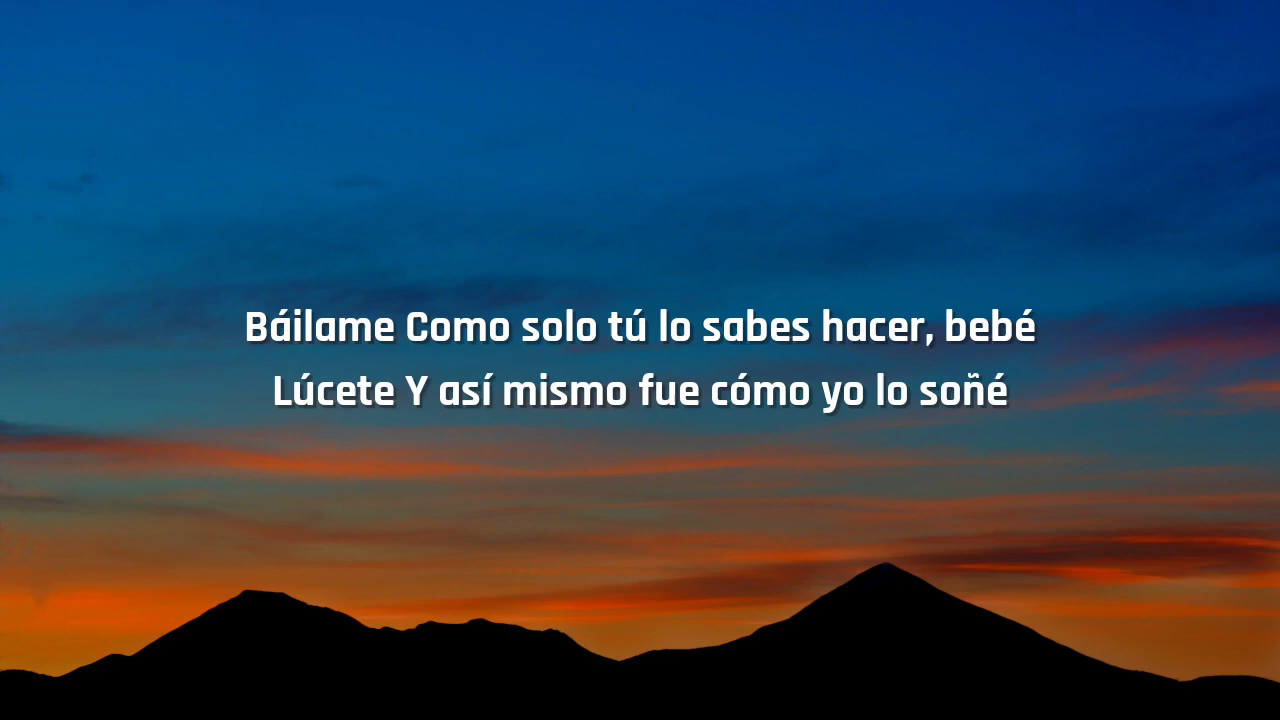 Báilame Como solo tú lo sabes hacer, bebé
Lúcete Y así mismo fue cómo yo lo soñé